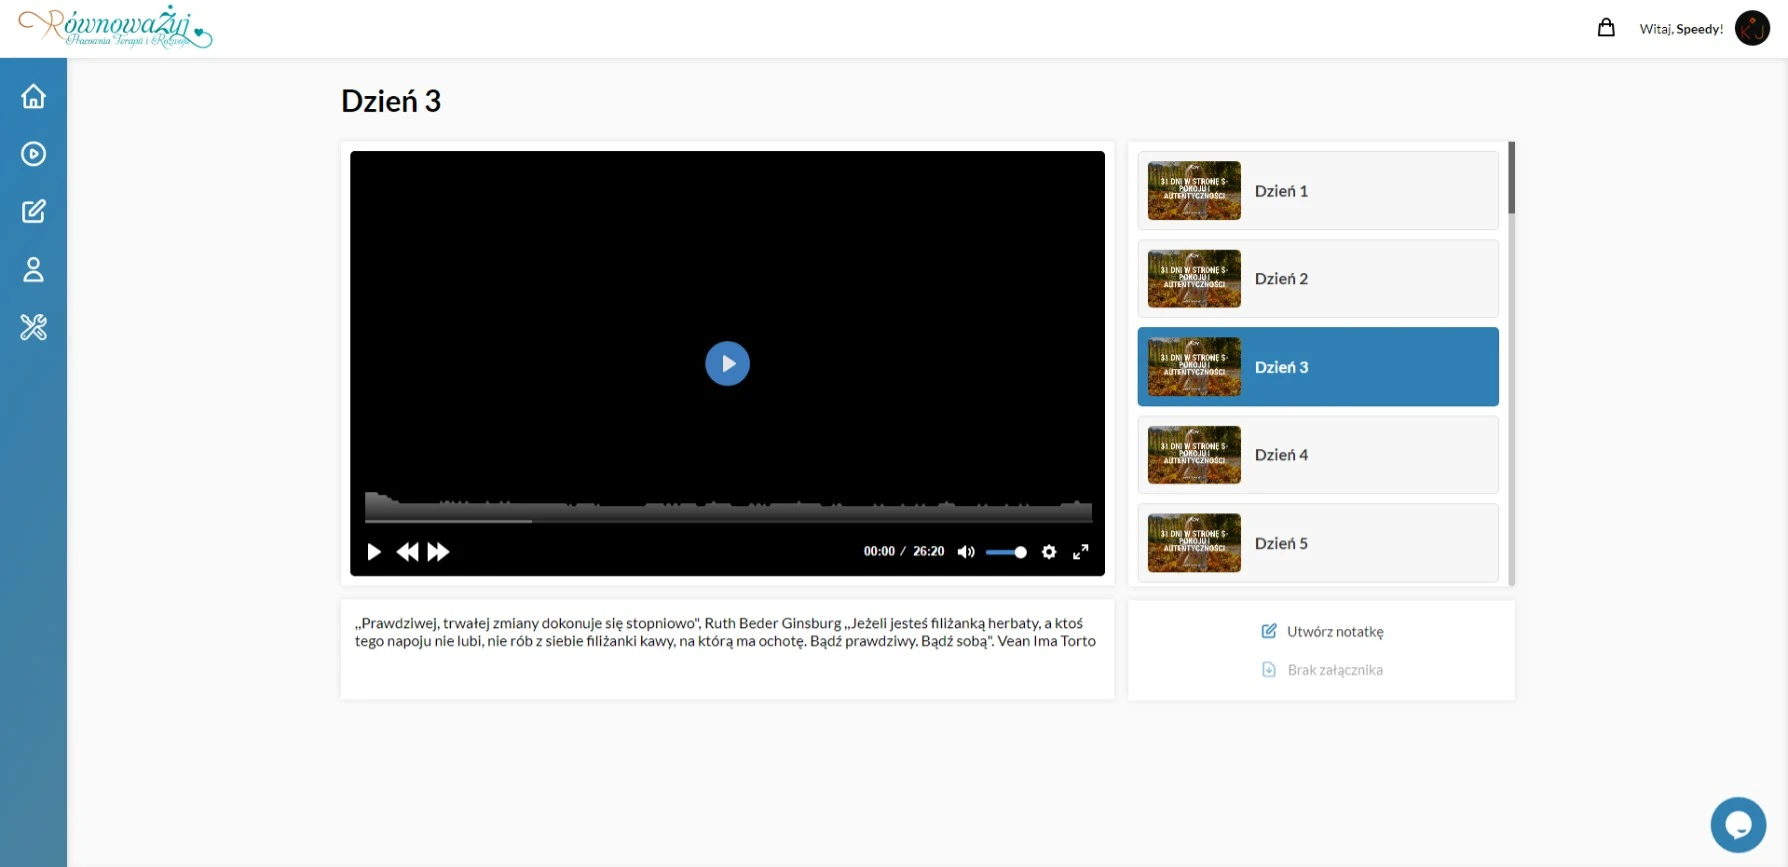 RównoważŻyj
Pracownia Terapii i Rozwoju
Witaj, Speedy!
KJ
Dzień 3
31 DNI W STRONĘ S-
POKOJU I
AUTENTYCZNOŚCI
Dzień 1
31 DNI W STRONĘ S-
POKOJU I
AUTENTYCZNOŚCI
Dzień 2
31 DNI W STRONĘ S-
POKOJU I
AUTENTYCZNOŚCI
Dzień 3
31 DNI W STRONĘ S-
POKOJU I
AUTENTYCZNOŚCI
Dzień 4
31 DNI W STRONĘ S-
POKOJU I
AUTENTYCZNOŚCI
Dzień 5
00:00 / 26:20
„Prawdziwej, trwałej zmiany dokonuje się stopniowo", Ruth Beder Ginsburg „Jeżeli jesteś filiżanką herbaty, a ktoś
tego napoju nie lubi, nie rób z siebie filiżanki kawy, na którą ma ochotę. Bądź prawdziwy. Bądź sobą". Vean Ima Torto
Utwórz notatkę
Brak załącznika